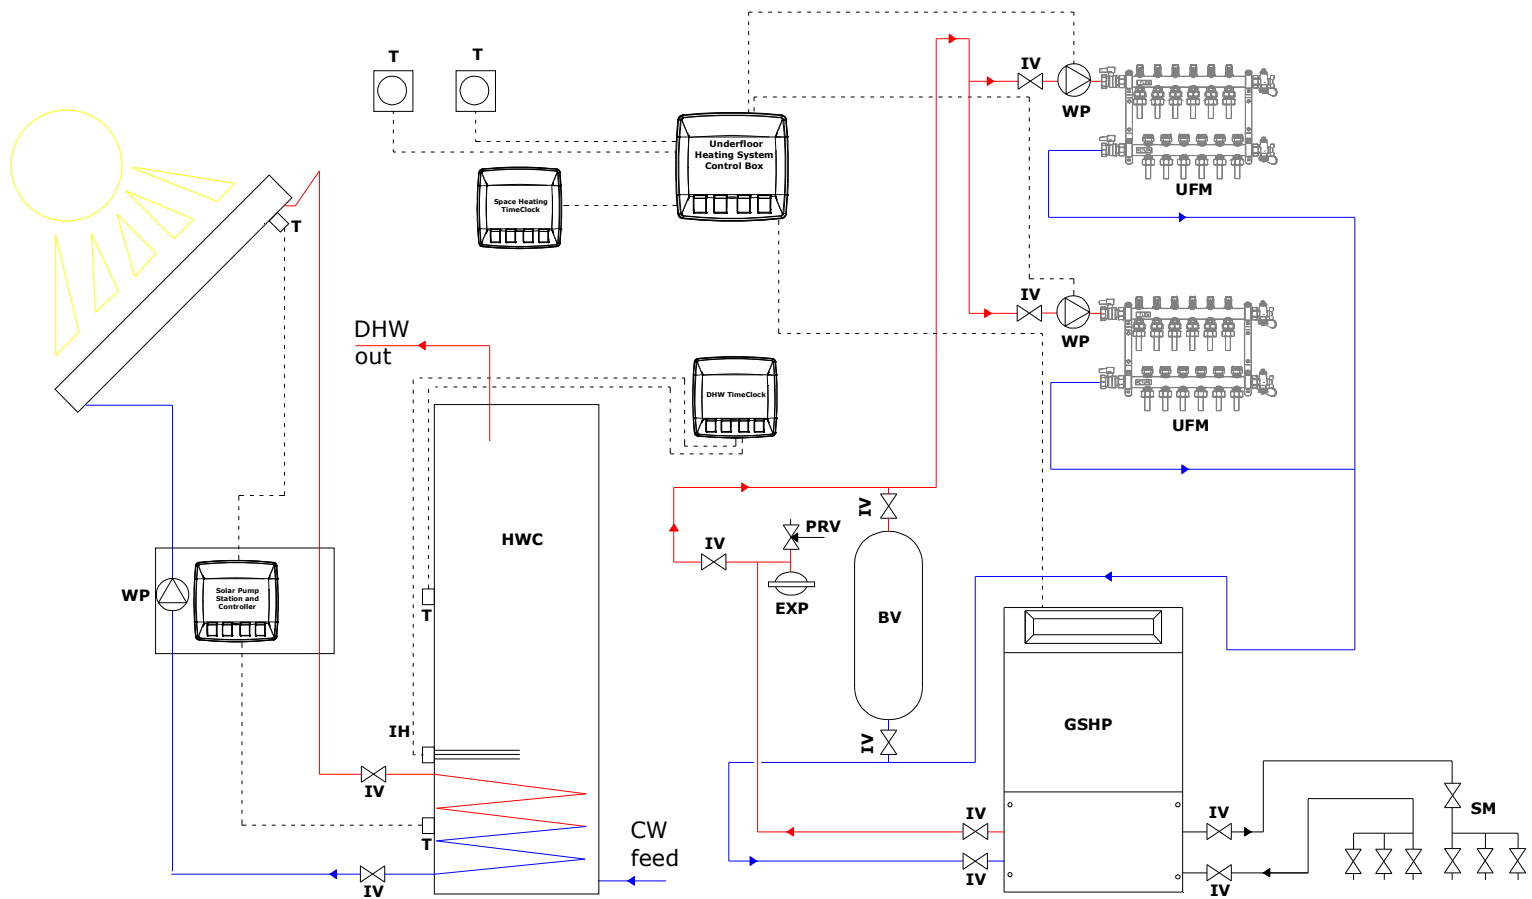 T
T
IV
WP
UFM
Underfloor
Heating System
Control Box
Space Heating
TimeClock
T
IV
WP
UFM
DHW
out
DHW TimeClock
HWC
IV
PRV
IV
EXP
BV
WP
Solar Pump
Station and
Controller
T
IH
IV
GSHP
IV
T
IV
CW
feed
IV
IV
IV
IV
SM